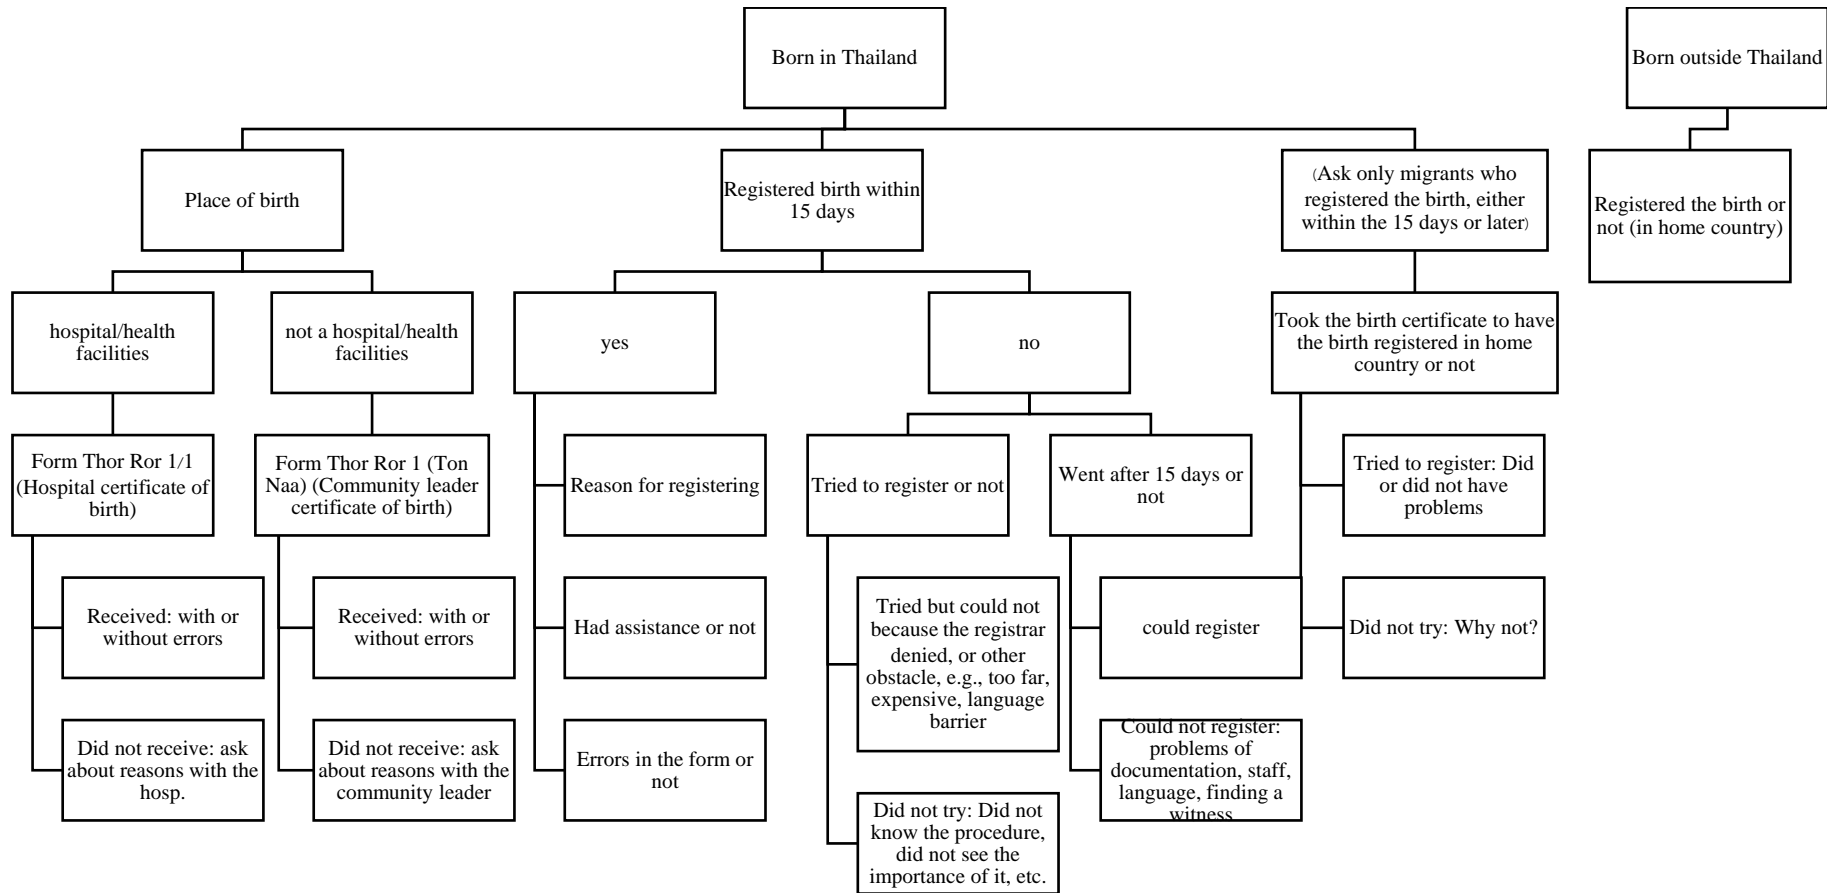 Born in Thailand
Born outside Thailand
Place of birth
Registered birth within
15 days
(Ask only migrants who
registered the birth, either
within the 15 days or later)
Registered the birth or
not (in home country)
hospital/health
facilities
not a hospital/health
facilities
yes
no
Took the birth certificate to have
the birth registered in home
country or not
Form Thor Ror 1/1
(Hospital certificate of
birth)
Form Thor Ror 1 (Ton
Naa) (Community leader
certificate of birth)
Reason for registering
Tried to register or not
Went after 15 days or
not
Tried to register: Did
or did not have
problems
Received: with or
without errors
Received: with or
without errors
Had assistance or not
Tried but could not
because the registrar
denied, or other
obstacle, e.g., too far,
expensive, language
barrier
could register
Did not try: Why not?
Did not receive: ask
about reasons with the
hosp.
Did not receive: ask
about reasons with the
community leader
Errors in the form or
not
Did not try: Did not
know the procedure,
did not see the
importance of it, etc.
Could not register:
problems of
documentation, staff,
language, finding a
witness